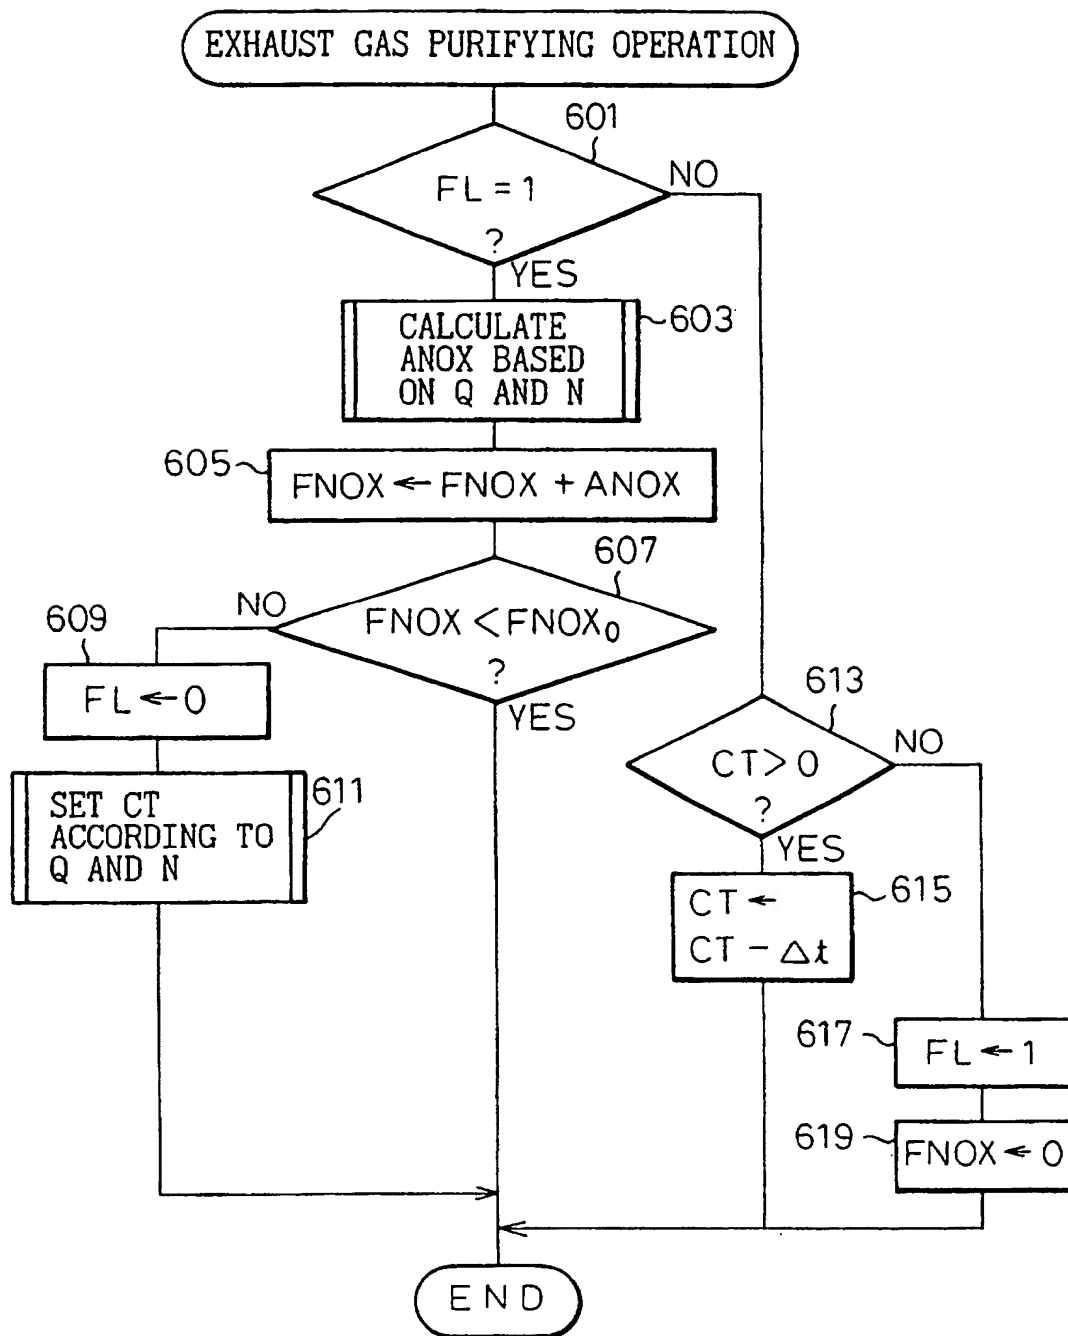 EXHAUST GAS PURIFYING OPERATION
601
FL = 1
?
NO
YES
CALCULATE
ANOX BASED
ON Q AND N
603
605
FNOX ← FNOX + ANOX
607
FNOX < FNOX₀
?
NO
YES
609
FL ← 0
SET CT
ACCORDING TO
Q AND N
611
613
CT > 0
?
NO
YES
CT ←
CT − Δt
615
617
FL ← 1
619
FNOX ← 0
END